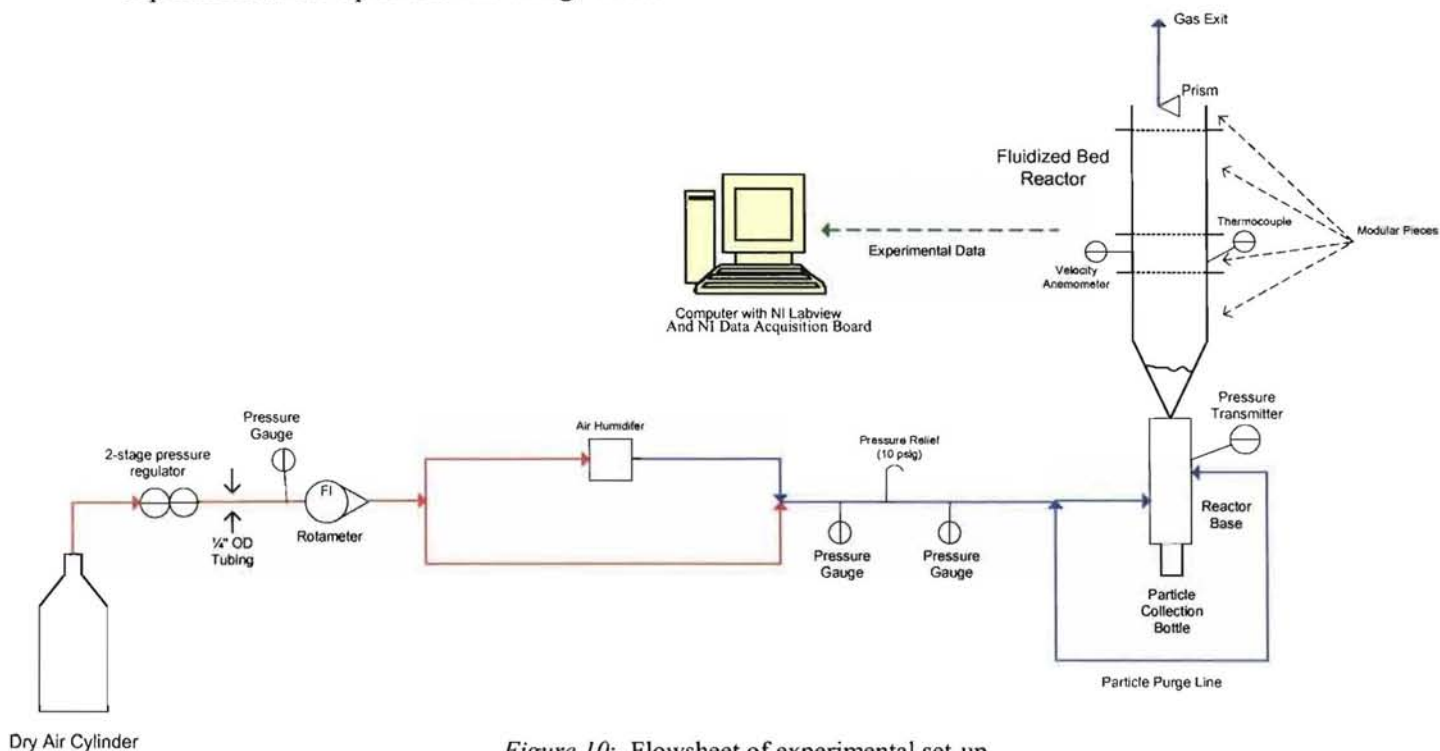 Gas Exit
Prism
Fluidized Bed
Reactor
Thermocouple
Modular Pieces
Experimental Data
Velocity
Anemometer
Computer with NI Labview
And NI Data Acquisition Board
Pressure
Transmitter
Pressure
Gauge
Air Humdifer
2-stage pressure
regulator
Pressure Relief
(10 psig)
FI
Rotameter
¼" OD
Tubing
Reactor
Base
Pressure
Gauge
Pressure
Gauge
Particle
Collection
Bottle
Particle Purge Line
Dry Air Cylinder
Figure 10: Flowsheet of experimental set-up